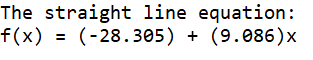 The straight line equation:
f(x) = (-28.305) + (9.086)x